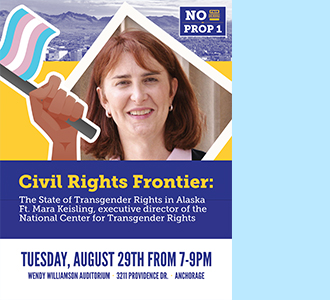 NO
PROP 1
Civil Rights Frontier:
The State of Transgender Rights in Alaska
Ft. Mara Keisling, executive director of the
National Center for Transgender Rights
TUESDAY, AUGUST 29TH FROM 7-9PM
WENDY WILLIAMSON AUDITORIUM 3211 PROVIDENCE DR. ANCHORAGE